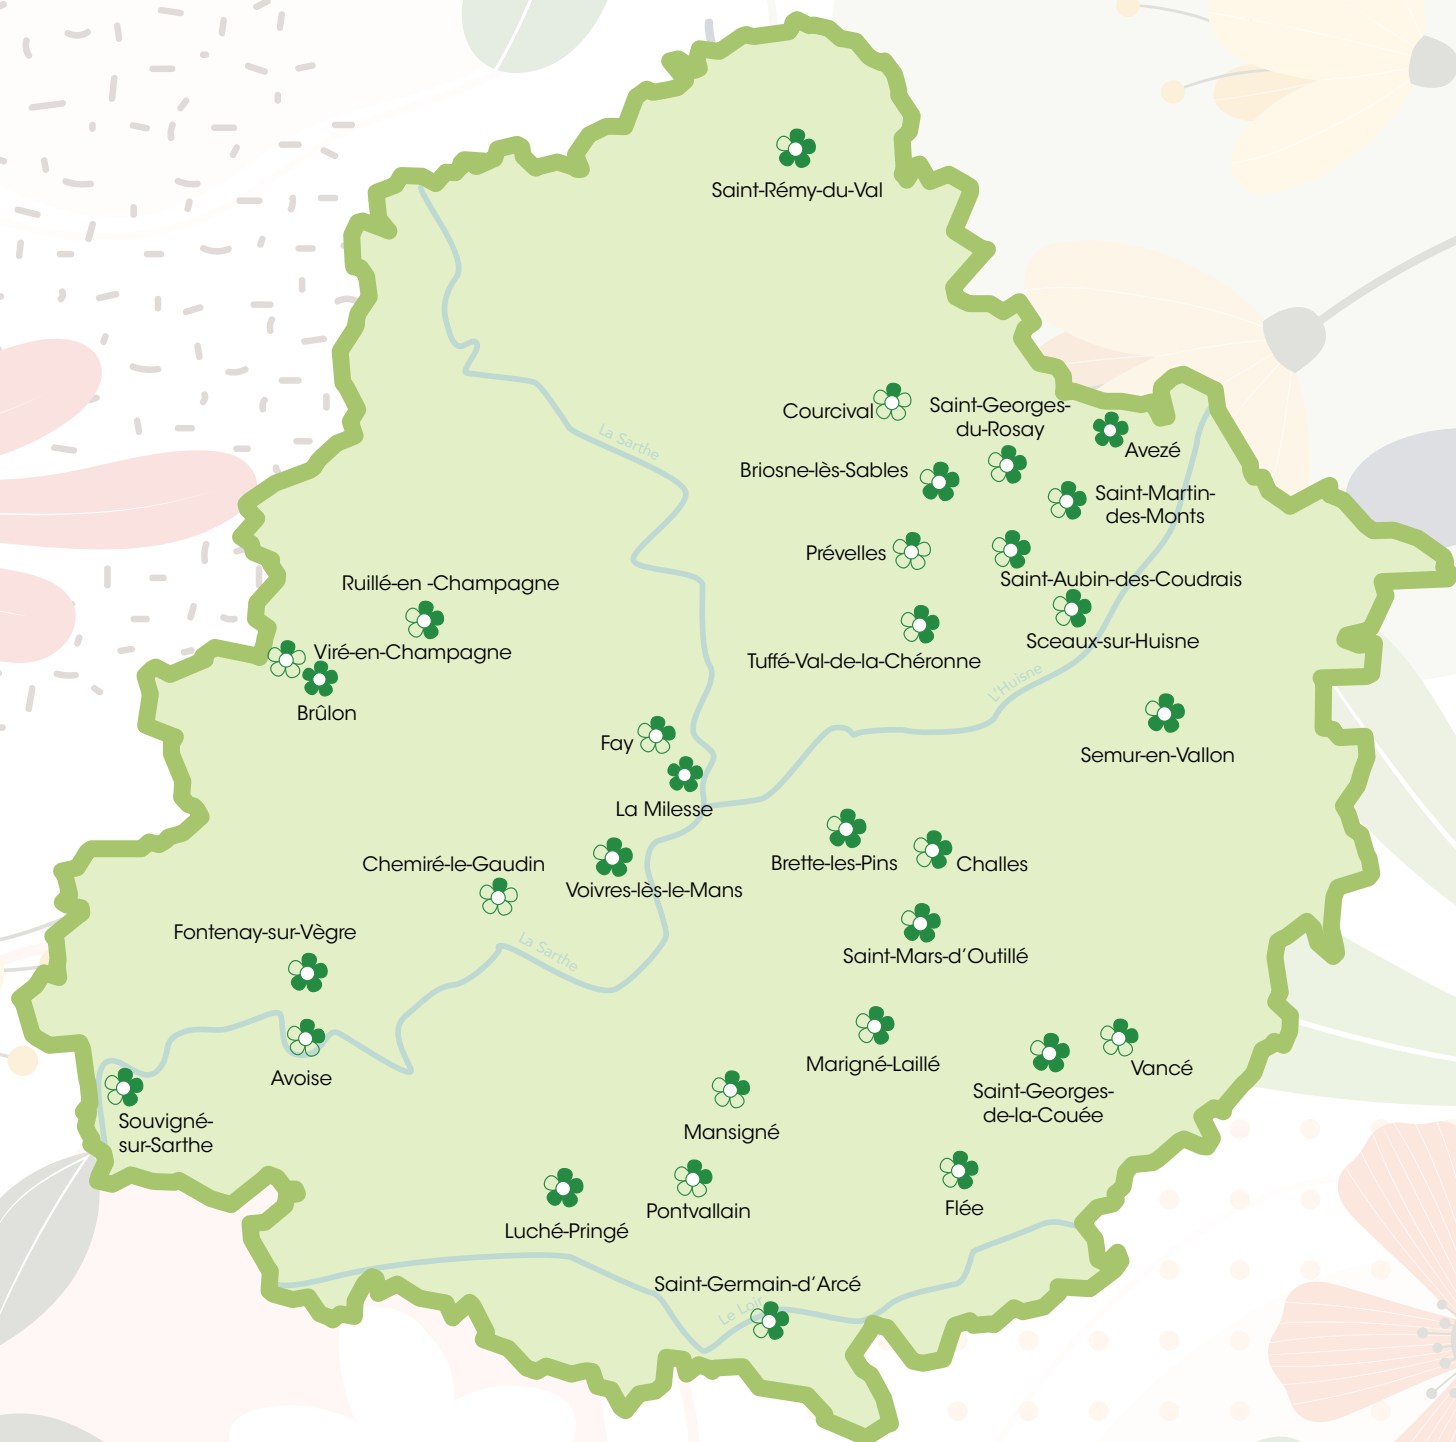 Saint-Rémy-du-Val
Courcival
Saint-Georges-
du-Rosay
Avezé
La Sarthe
Briosne-lès-Sables
Saint-Martin-
des-Monts
Prévelles
Saint-Aubin-des-Coudrais
Ruillé-en -Champagne
Sceaux-sur-Huisne
Viré-en-Champagne
Tuffé-Val-de-la-Chéronne
L'Huisne
Brûlon
Fay
Semur-en-Vallon
La Milesse
Chemiré-le-Gaudin
Brette-les-Pins
Challes
Voivres-lès-le-Mans
Fontenay-sur-Vègre
La Sarthe
Saint-Mars-d'Outillé
Marigné-Laillé
Vancé
Avoise
Saint-Georges-
de-la-Couée
Souvigné-
sur-Sarthe
Mansigné
Pontvallain
Flée
Luché-Pringé
Saint-Germain-d'Arcé
Le Loir